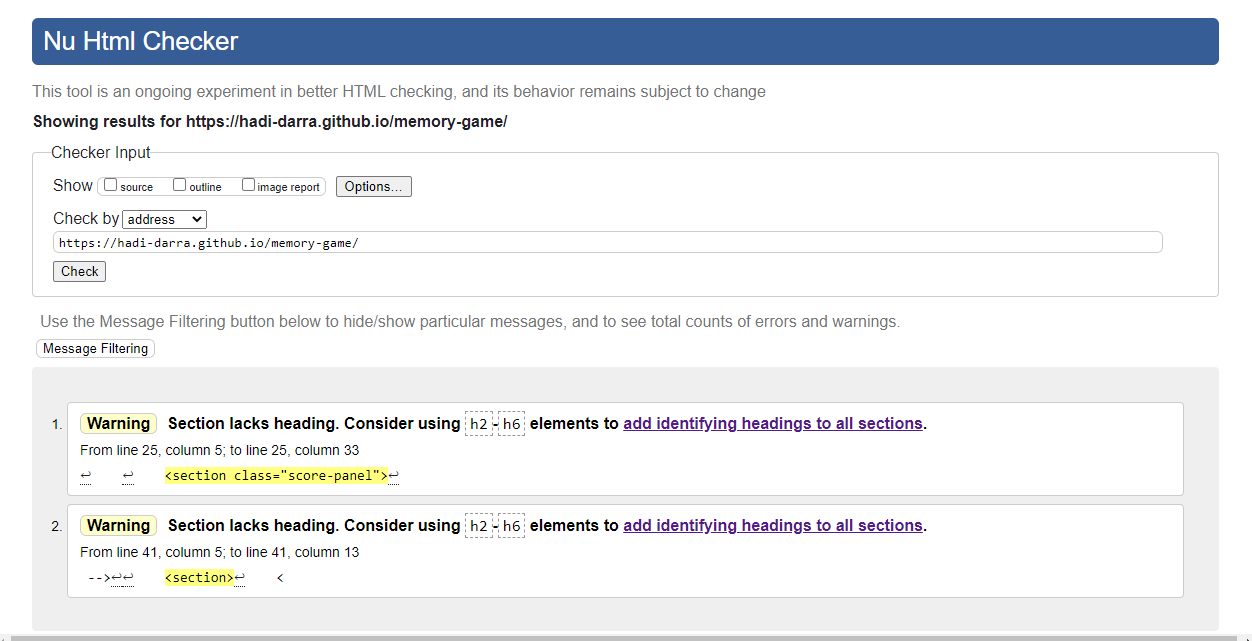 Nu Html Checker
This tool is an ongoing experiment in better HTML checking, and its behavior remains subject to change
Showing results for https://hadi-darra.github.io/memory-game/
Checker Input
Show source outline image report Options...
Check by address
https://hadi-darra.github.io/memory-game/
Check
Use the Message Filtering button below to hide/show particular messages, and to see total counts of errors and warnings.
Message Filtering
1. Warning Section lacks heading. Consider using h2-h6 elements to add identifying headings to all sections.
From line 25, column 5; to line 25, column 33
↩ ↩ <section class="score-panel">↩
2. Warning Section lacks heading. Consider using h2-h6 elements to add identifying headings to all sections.
From line 41, column 5; to line 41, column 13
-->↩↩ <section>↩ <